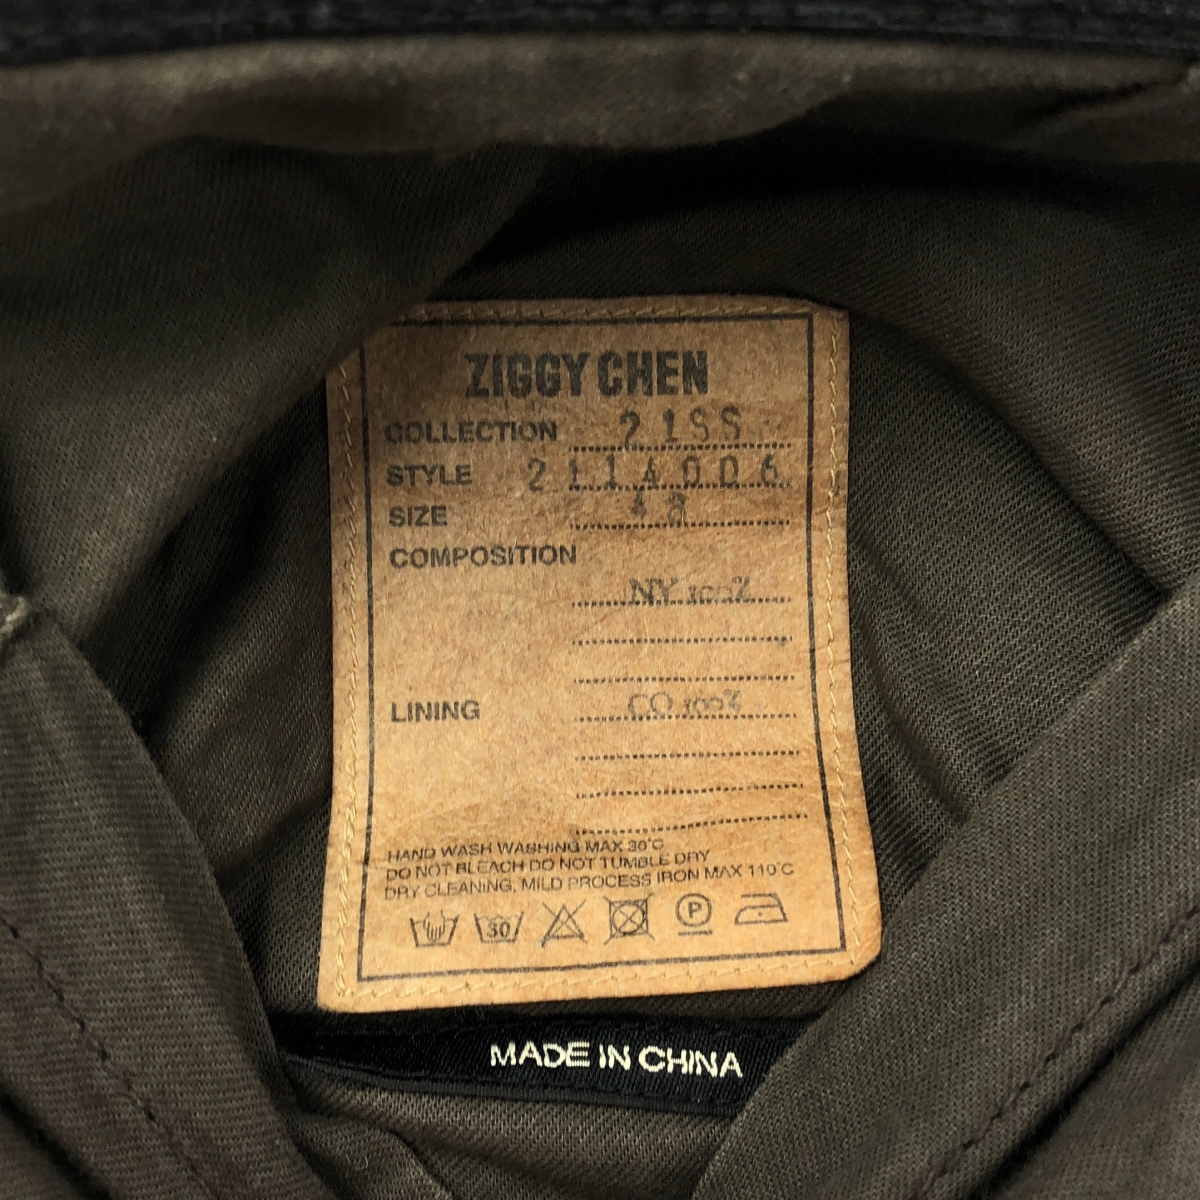 ZIGGY CHEN
COLLECTION 21SS
STYLE 2114006
SIZE 48
COMPOSITION
NY 100%
LINING CO 100%
HAND WASH WASHING MAX 30°C
DO NOT BLEACH DO NOT TUMBLE DRY
DRY CLEANING, MILD PROCESS IRON MAX 110°C
30 P
MADE IN CHINA